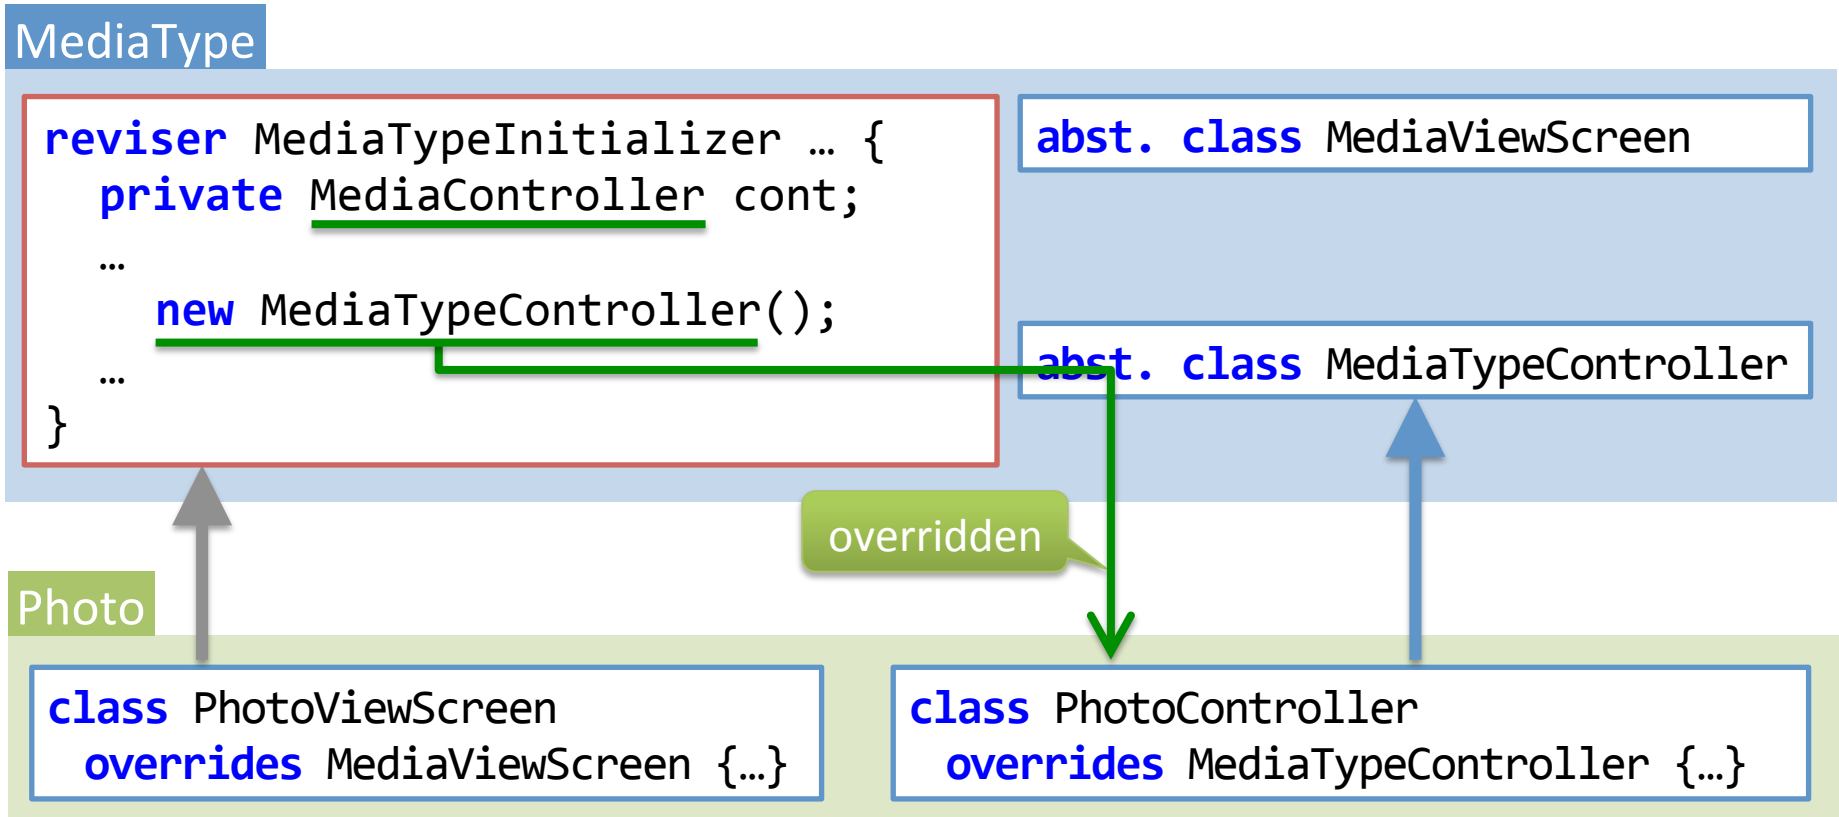 MediaType
reviser MediaTypeInitializer … {
private MediaController cont;
…
new MediaTypeController();
…
}
abst. class MediaViewScreen
abst. class MediaTypeController
overridden
Photo
class PhotoViewScreen
overrides MediaViewScreen {…}
class PhotoController
overrides MediaTypeController {…}